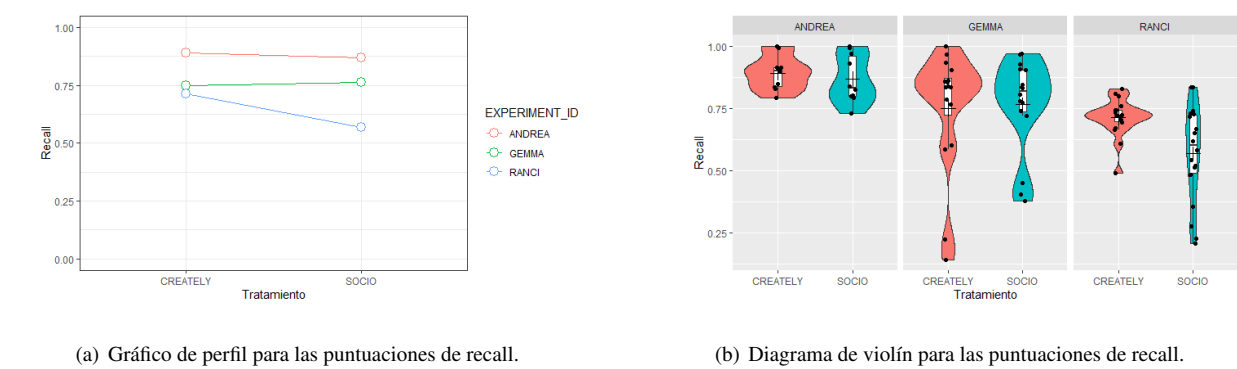 1.00
0.75
0.50
0.25
0.00
Recall
CREATELY
SOCIO
Tratamiento
EXPERIMENT_ID
ANDREA
GEMMA
RANCI
(a) Gráfico de perfil para las puntuaciones de recall.
ANDREA
GEMMA
RANCI
1.00
0.75
0.50
0.25
Recall
CREATELY
SOCIO
CREATELY
SOCIO
CREATELY
SOCIO
Tratamiento
(b) Diagrama de violín para las puntuaciones de recall.